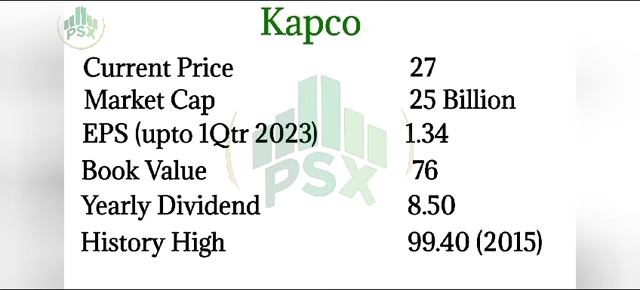 PSX
Kapco
Current Price 27
Market Cap 25 Billion
EPS (upto 1Qtr 2023) 1.34
Book Value 76
Yearly Dividend 8.50
History High 99.40 (2015)
PSX